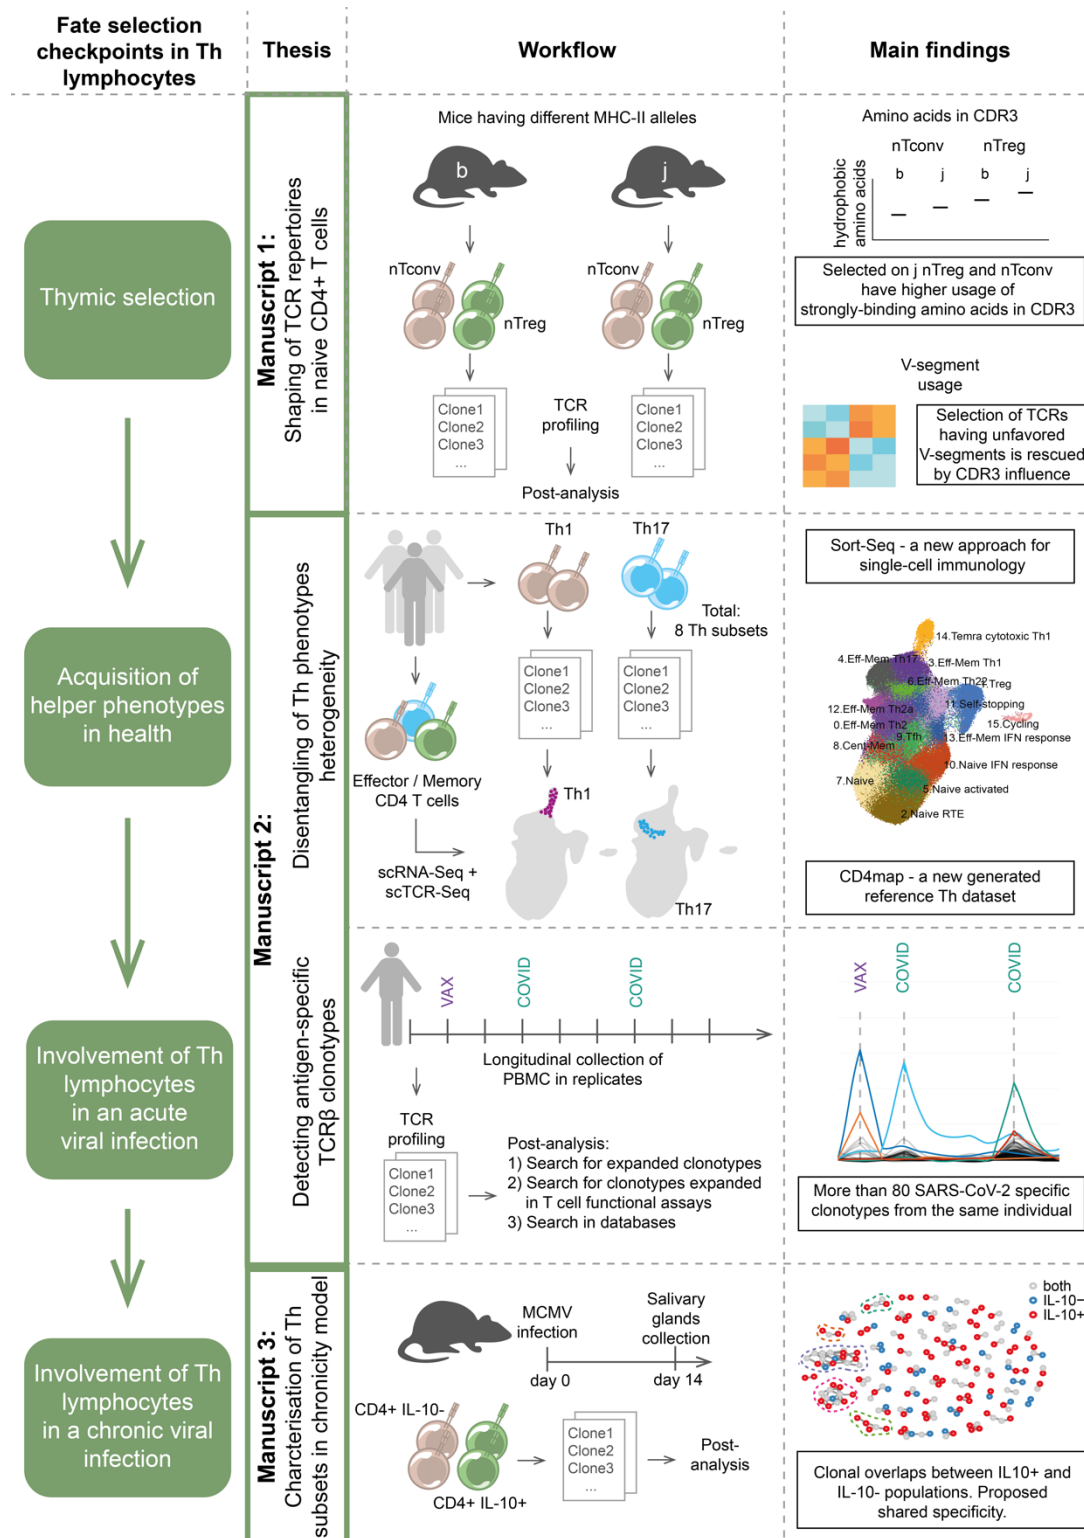 Fate selection
checkpoints in Th
lymphocytes
Thesis
Workflow
Main findings
Thymic selection
Manuscript 1:
Shaping of TCR repertoires
in naive CD4+ T cells
Mice having different MHC-II alleles
b
j
nTconv
nTreg
nTconv
nTreg
Clone1
Clone2
Clone3
...
TCR
profiling
Clone1
Clone2
Clone3
...
Post-analysis
Amino acids in CDR3
nTconv
nTreg
b
j
b
j
hydrophobic
amino acids
Selected on j nTreg and nTconv
have higher usage of
strongly-binding amino acids in CDR3
V-segment
usage
Selection of TCRs
having unfavored
V-segments is rescued
by CDR3 influence
Acquisition of
helper phenotypes
in health
Manuscript 2:
Disentangling of Th phenotypes
heterogeneity
Th1
Th17
Total:
8 Th subsets
Clone1
Clone2
Clone3
...
Clone1
Clone2
Clone3
...
Effector / Memory
CD4 T cells
scRNA-Seq +
scTCR-Seq
Th1
Th17
Sort-Seq - a new approach for
single-cell immunology
14.Temra cytotoxic Th1
4.Eff-Mem Th17
3.Eff-Mem Th1
6.Eff-Mem Th22
1.Treg
12.Eff-Mem Th2a
11.Self-stopping
0.Eff-Mem Th2
15.Cycling
9.Tfh
13.Eff-Mem IFN response
8.Cent-Mem
10.Naive IFN response
7.Naive
5.Naive activated
2.Naive RTE
CD4map - a new generated
reference Th dataset
Involvement of Th
lymphocytes
in an acute
viral infection
Detecting antigen-specific
TCRβ clonotypes
VAX
COVID
COVID
Longitudinal collection of
PBMC in replicates
TCR
profiling
Clone1
Clone2
Clone3
...
Post-analysis:
1) Search for expanded clonotypes
2) Search for clonotypes expanded
in T cell functional assays
3) Search in databases
VAX
COVID
COVID
More than 80 SARS-CoV-2 specific
clonotypes from the same individual
Involvement of Th
lymphocytes
in a chronic viral
infection
Manuscript 3:
Charcterisation of Th
subsets in chronicity model
MCMV
infection
Salivary
glands
collection
day 0
day 14
CD4+ IL-10-
CD4+ IL-10+
Clone1
Clone2
Clone3
...
Post-
analysis
both
IL-10−
IL-10+
Clonal overlaps between IL10+ and
IL-10- populations. Proposed
shared specificity.